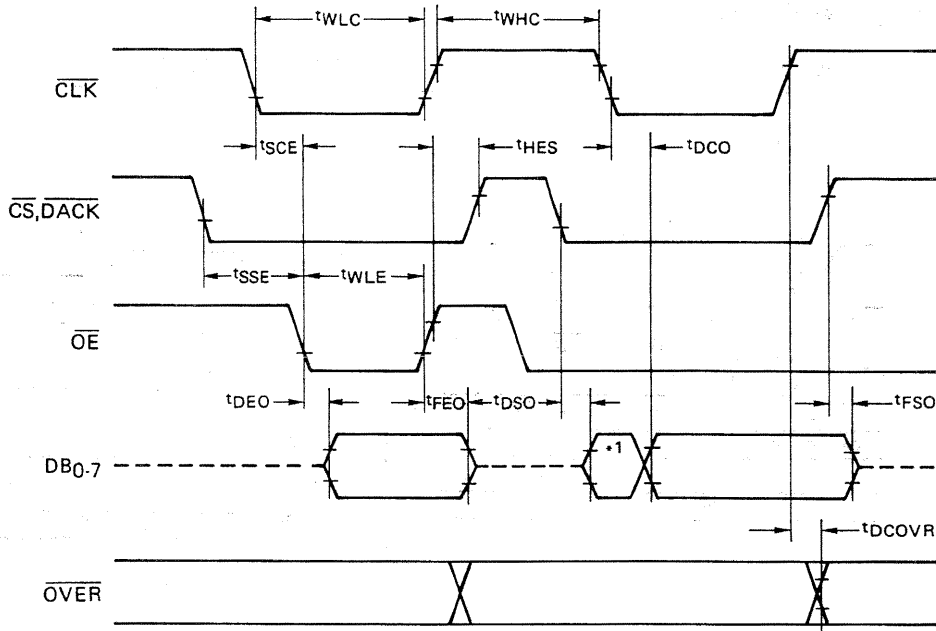 tWLC tWHC
CLK
tSCE tHES tDCO
CS,DACK
tSSE tWLE
OE
tDEO tFEO tDSO tFSO
DB0-7 *1
tDCOVR
OVER